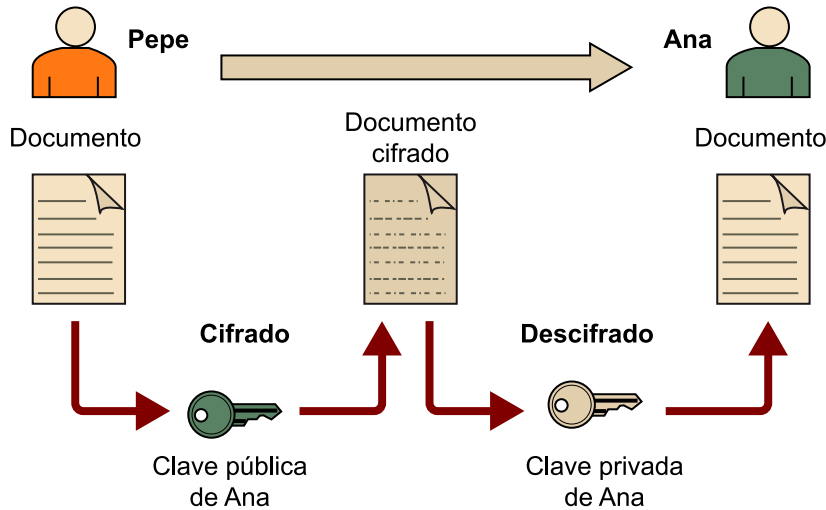 Pepe
Ana
Documento
Documento
cifrado
Documento
Cifrado
Descifrado
Clave pública
de Ana
Clave privada
de Ana